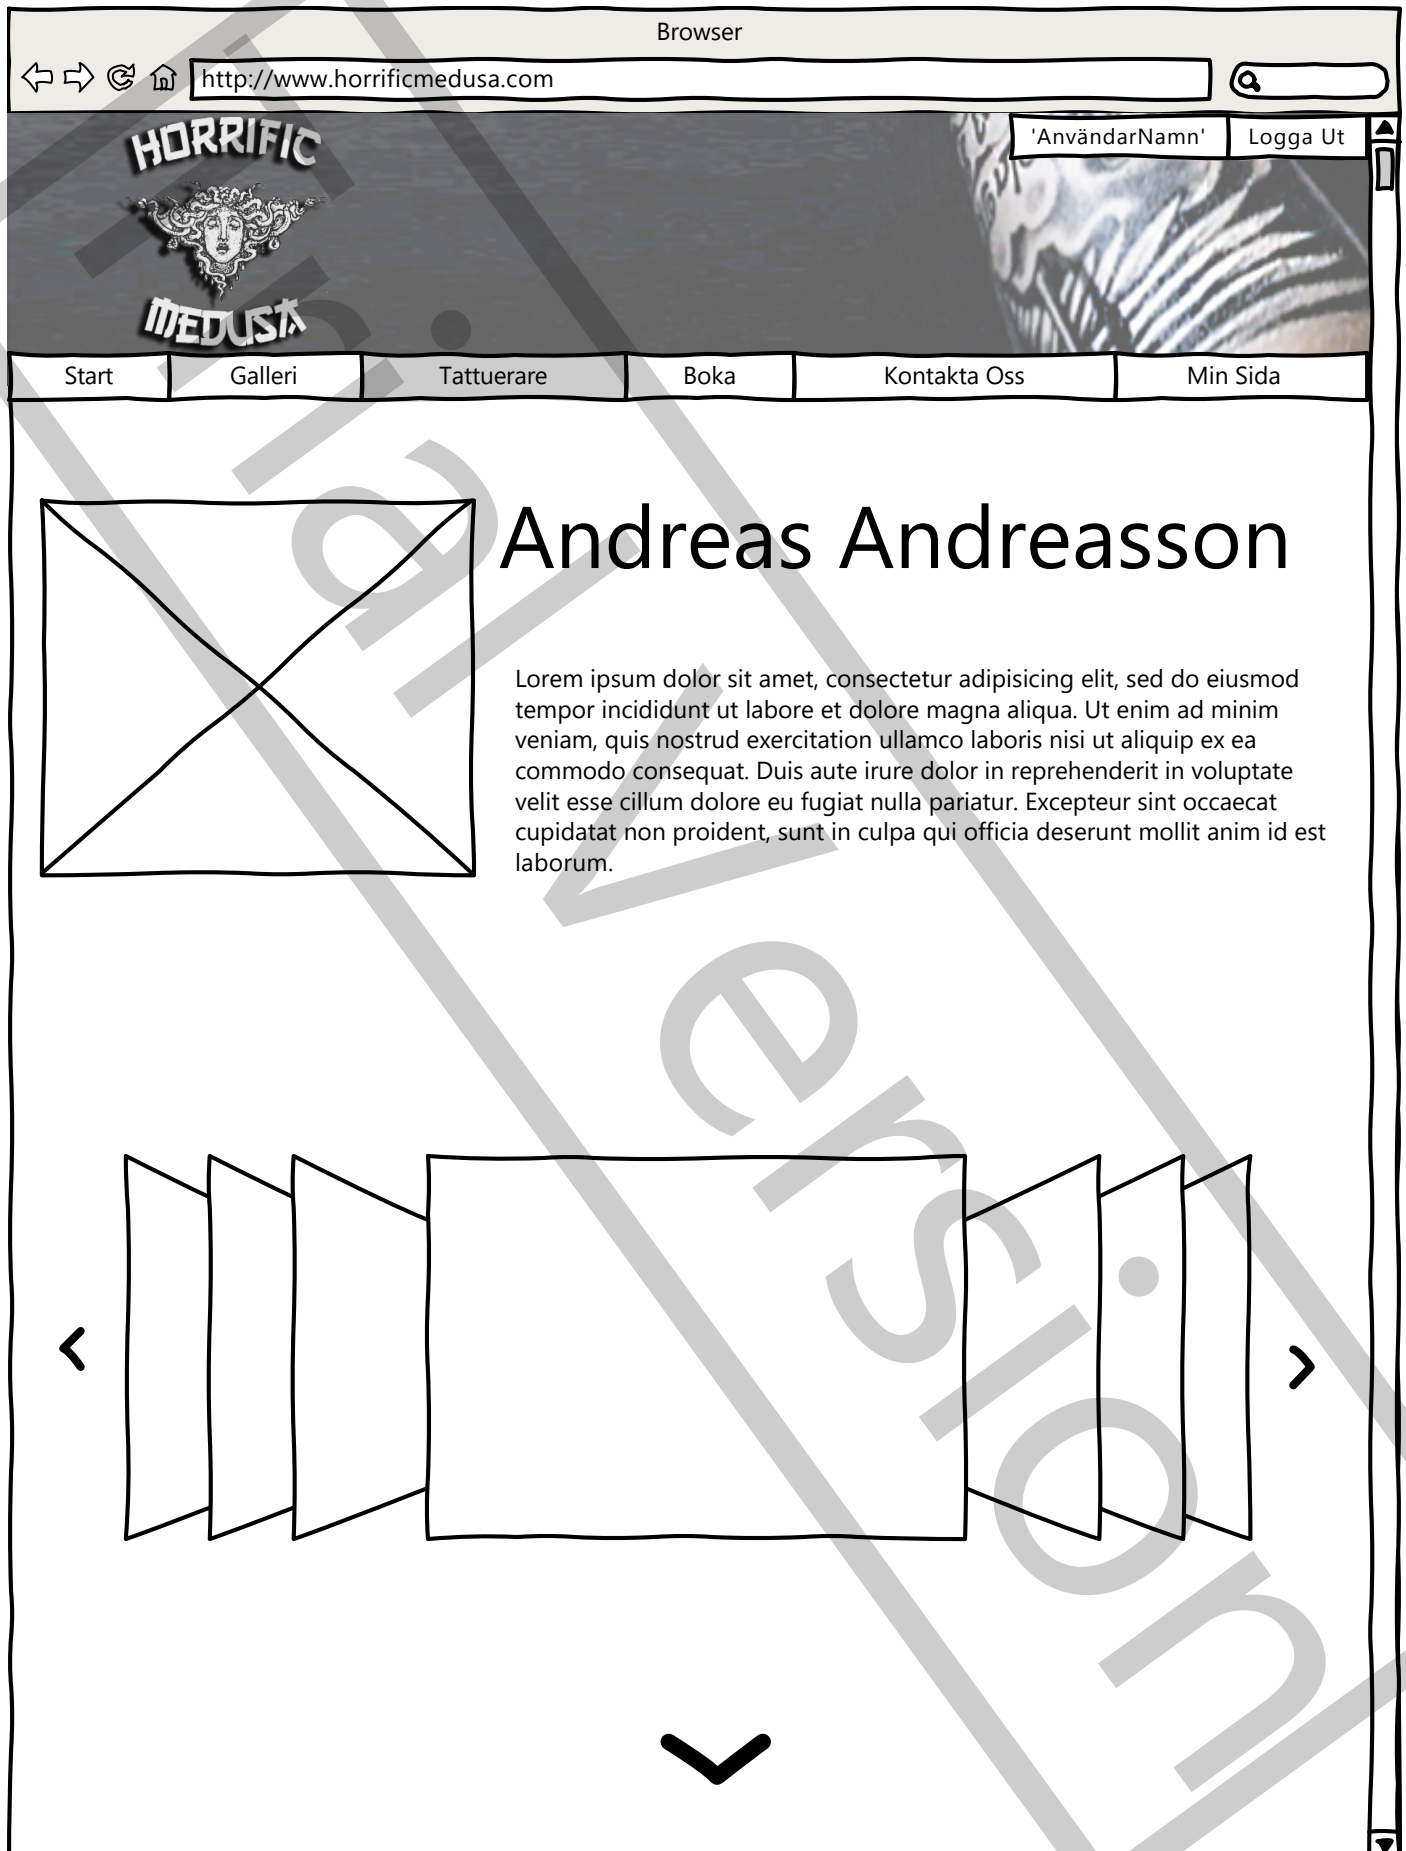 Browser
http://www.horrificmedusa.com
HORRIFIC
MEDUSA
'AnvändarNamn' Logga Ut
Start Galleri Tattuerare Boka Kontakta Oss Min Sida
Andreas Andreasson
Lorem ipsum dolor sit amet, consectetur adipisicing elit, sed do eiusmod
tempor incididunt ut labore et dolore magna aliqua. Ut enim ad minim
veniam, quis nostrud exercitation ullamco laboris nisi ut aliquip ex ea
commodo consequat. Duis aute irure dolor in reprehenderit in voluptate
velit esse cillum dolore eu fugiat nulla pariatur. Excepteur sint occaecat
cupidatat non proident, sunt in culpa qui officia deserunt mollit anim id est
laborum.
Trial Version